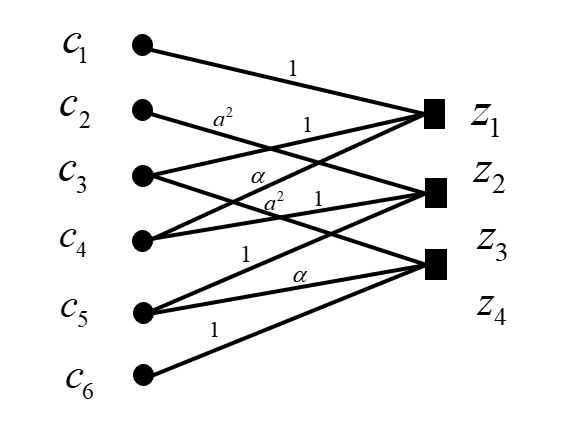 c₁
1
c₂
a²
1
z₁
c₃
α
z₂
a²
1
c₄
1
z₃
c₅
α
1
z₄
c₆